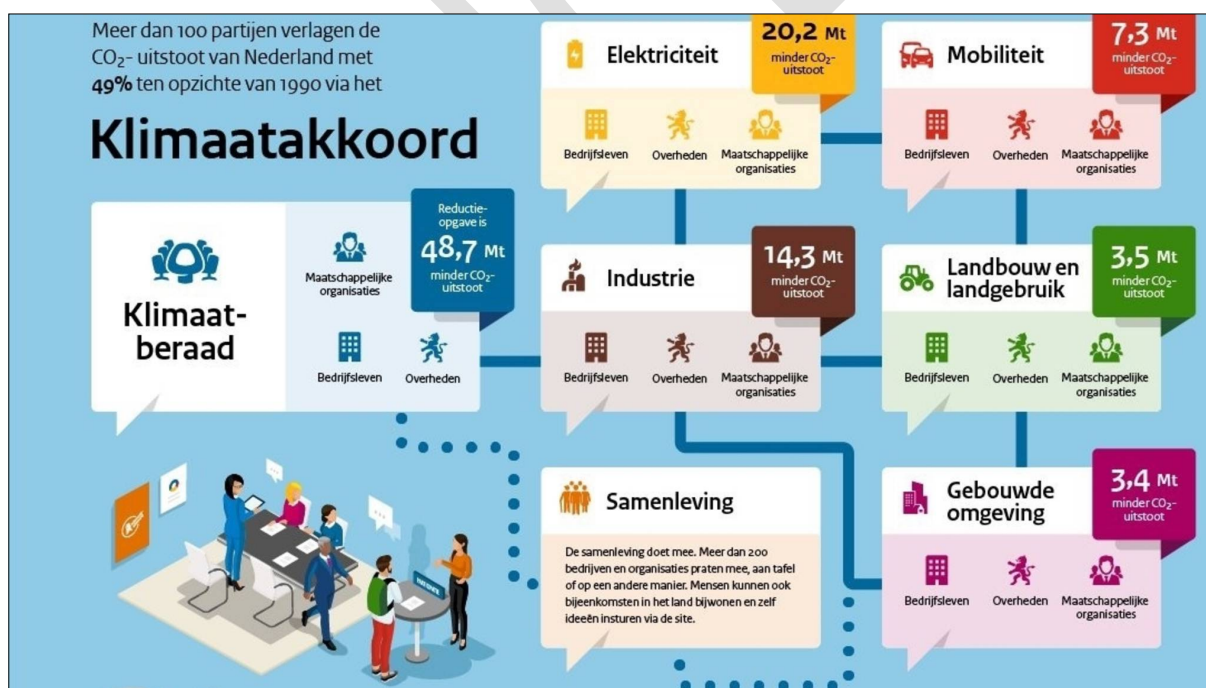 Meer dan 100 partijen verlagen de
CO₂- uitstoot van Nederland met
49% ten opzichte van 1990 via het
Klimaatakkoord
Klimaat-
beraad
Maatschappelijke
organisaties
Bedrijfsleven
Overheden
Reductie-
opgave is
48,7 Mt
minder CO₂-
uitstoot
Elektriciteit
20,2 Mt
minder CO₂-
uitstoot
Bedrijfsleven
Overheden
Maatschappelijke
organisaties
Mobiliteit
7,3 Mt
minder CO₂-
uitstoot
Bedrijfsleven
Overheden
Maatschappelijke
organisaties
Industrie
14,3 Mt
minder CO₂-
uitstoot
Bedrijfsleven
Overheden
Maatschappelijke
organisaties
Landbouw en
landgebruik
3,5 Mt
minder CO₂-
uitstoot
Bedrijfsleven
Overheden
Maatschappelijke
organisaties
Samenleving
De samenleving doet mee. Meer dan 200
bedrijven en organisaties praten mee, aan tafel
of op een andere manier. Mensen kunnen ook
bijeenkomsten in het land bijwonen en zelf
ideeën insturen via de site.
Gebouwde
omgeving
3,4 Mt
minder CO₂-
uitstoot
Bedrijfsleven
Overheden
Maatschappelijke
organisaties